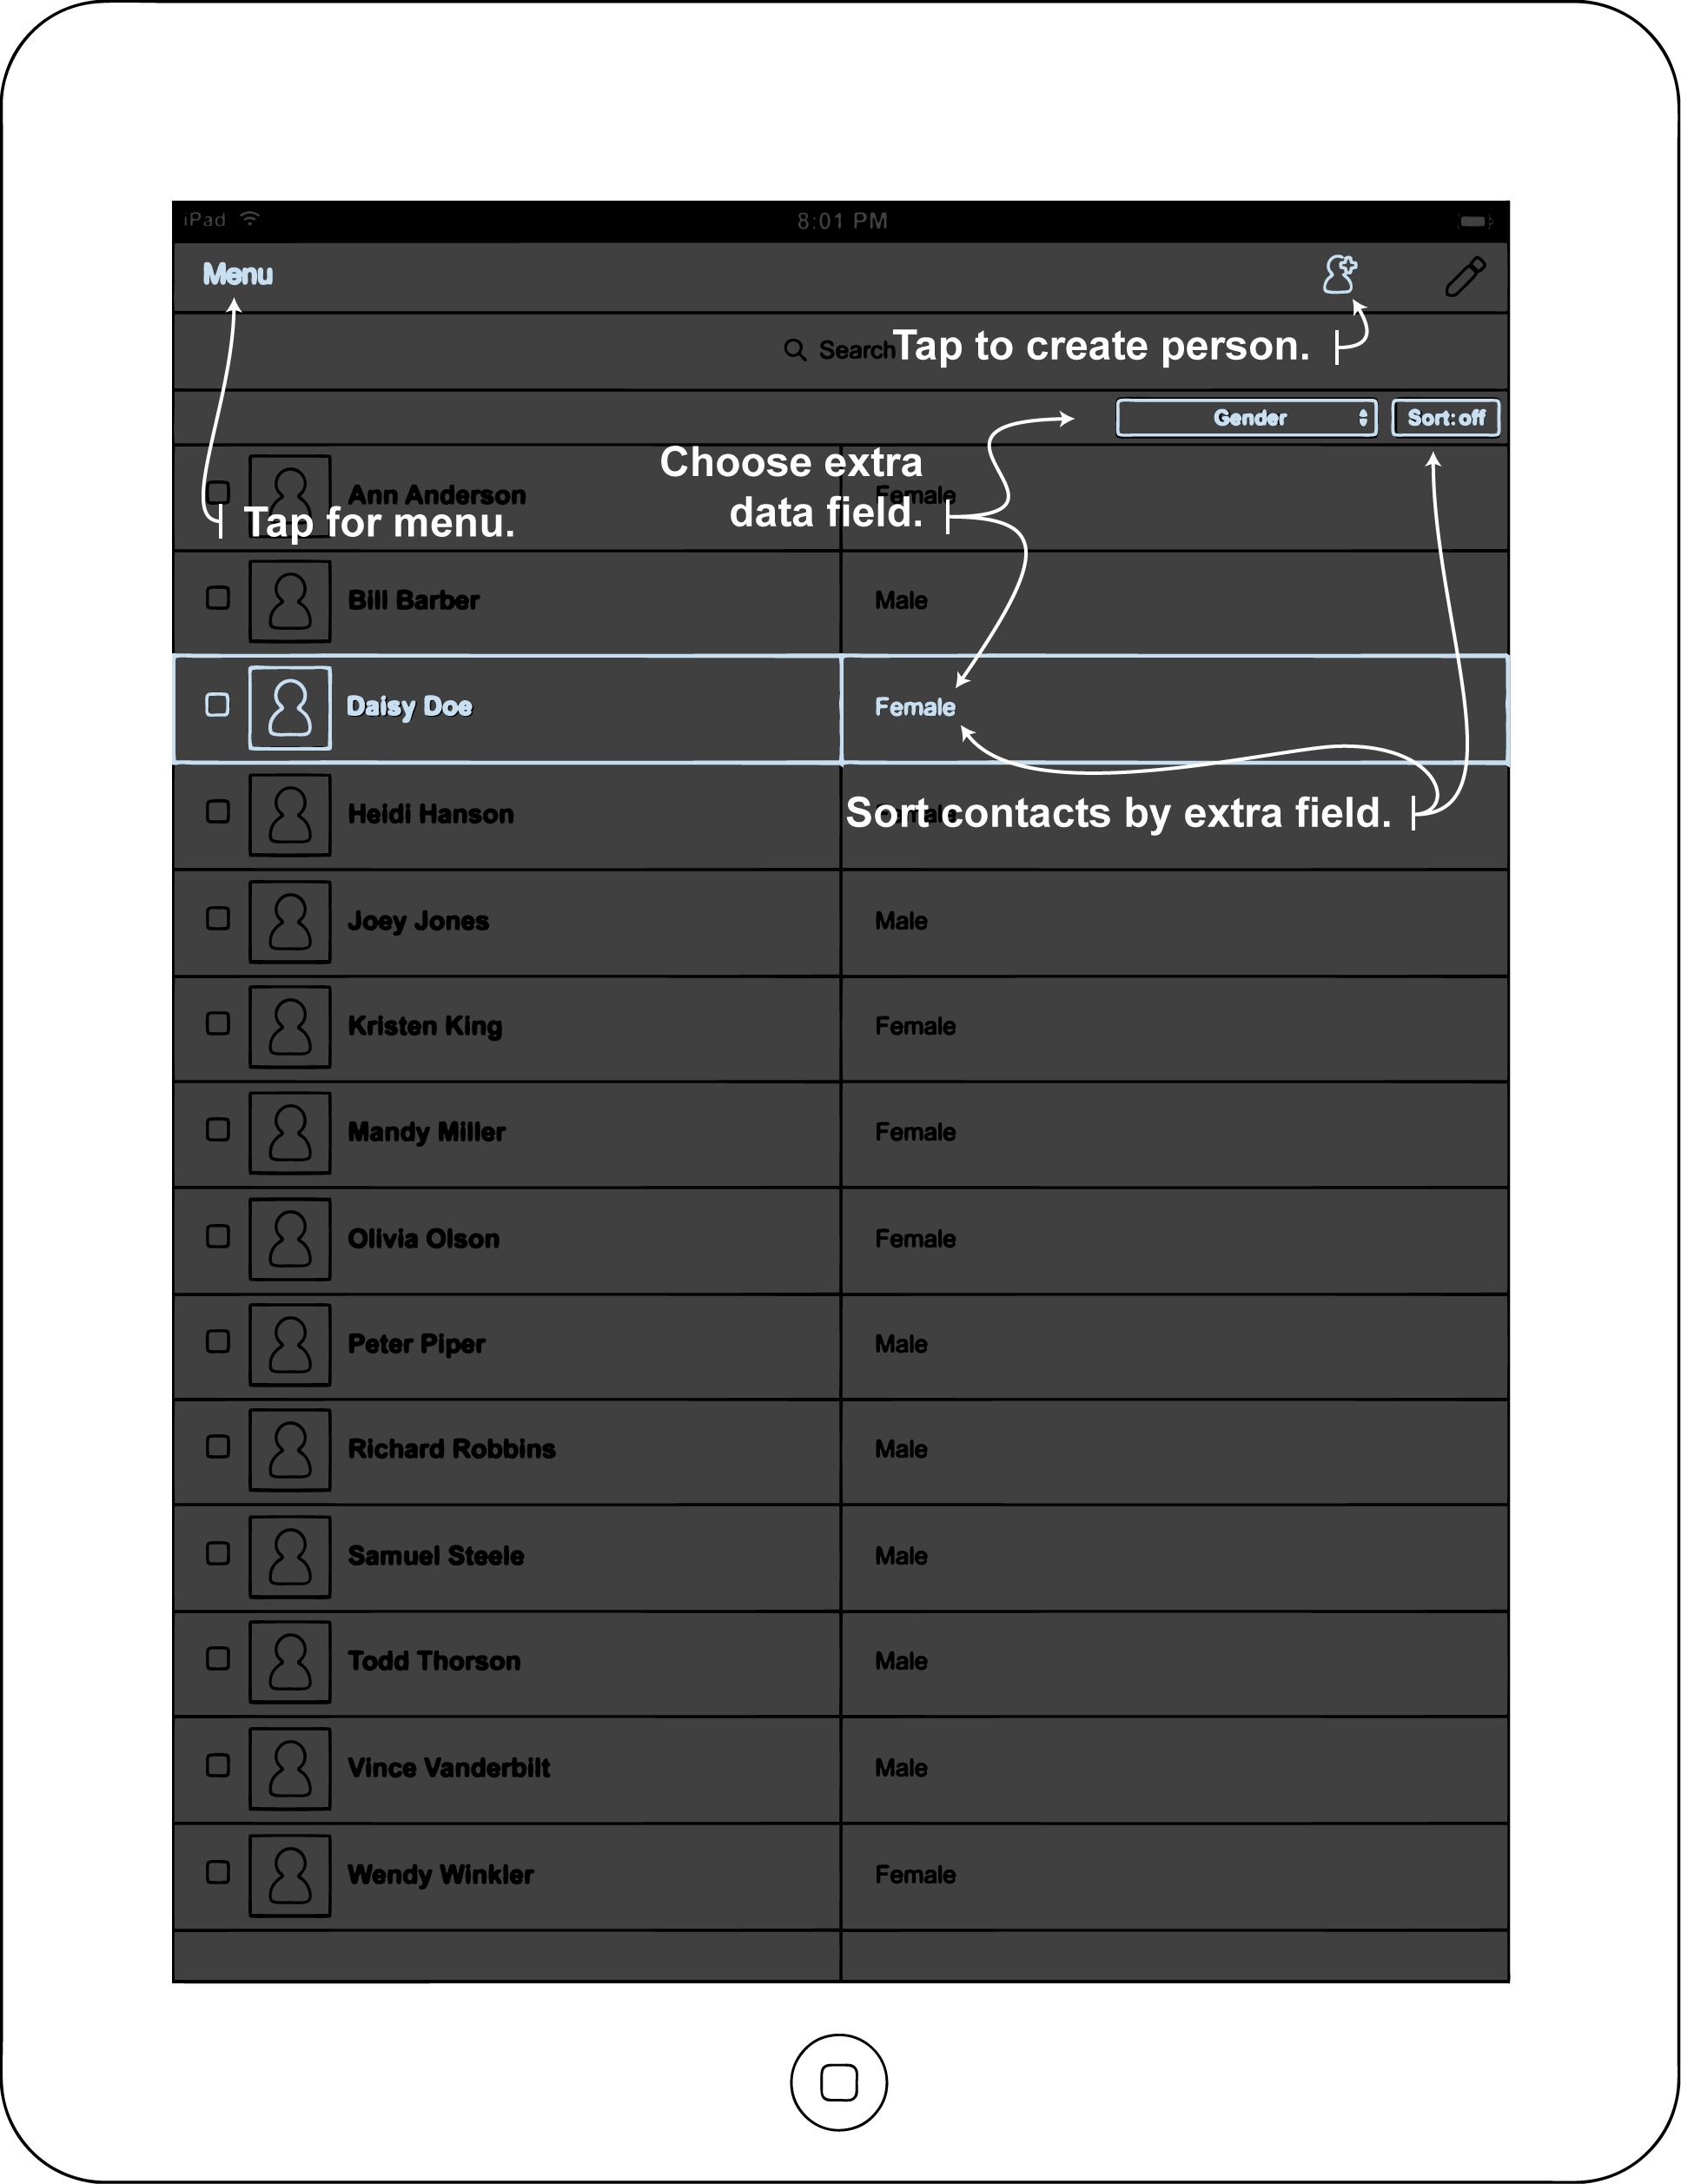 iPad 8:01 PM
Menu
Search
Tap to create person.
Gender Sort: off
Choose extra
data field.
Ann Anderson Female
Tap for menu.
Bill Barber Male
Daisy Doe Female
Heidi Hanson Female
Sort contacts by extra field.
Joey Jones Male
Kristen King Female
Mandy Miller Female
Olivia Olson Female
Peter Piper Male
Richard Robbins Male
Samuel Steele Male
Todd Thorson Male
Vince Vanderbilt Male
Wendy Winkler Female